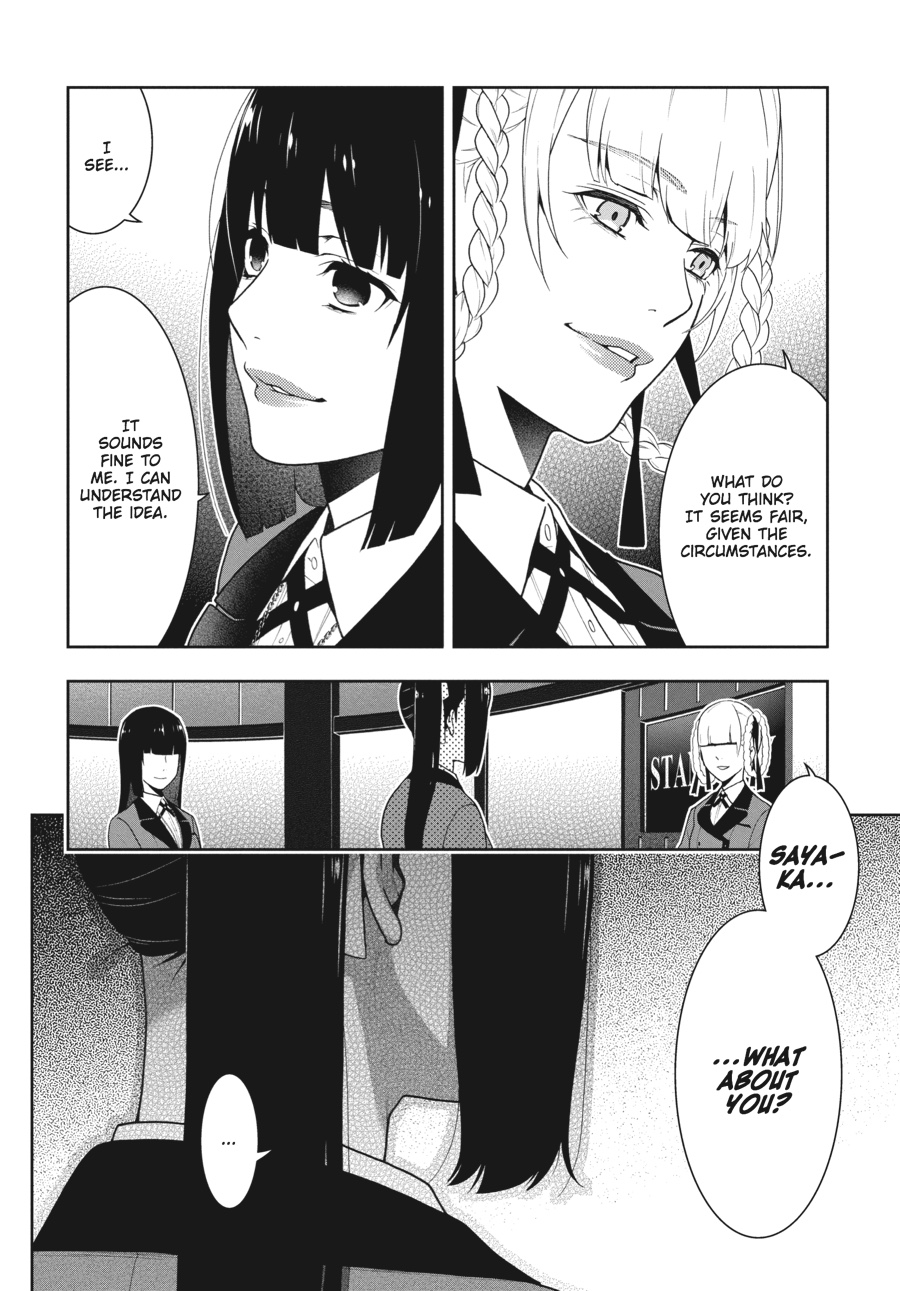 WHAT DO
YOU THINK?
IT SEEMS FAIR,
GIVEN THE
CIRCUMSTANCES.
I
SEE...
IT
SOUNDS
FINE TO
ME. I CAN
UNDERSTAND
THE IDEA.
SAYA-
KA...
...WHAT
ABOUT
YOU?
...